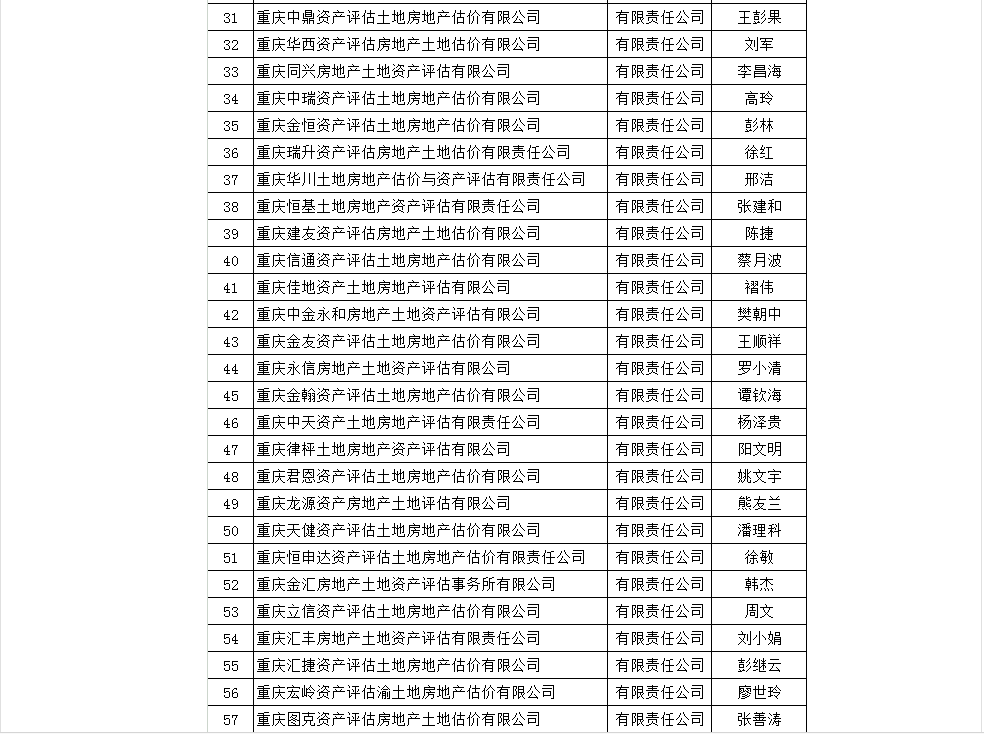 31 重庆中鼎资产评估土地房地产估价有限公司 有限责任公司 王彭果
32 重庆华西资产评估房地产土地估价有限公司 有限责任公司 刘军
33 重庆同兴房地产土地资产评估有限公司 有限责任公司 李昌海
34 重庆中瑞资产评估土地房地产估价有限公司 有限责任公司 高玲
35 重庆金恒资产评估土地房地产估价有限公司 有限责任公司 彭林
36 重庆瑞升资产评估房地产土地估价有限责任公司 有限责任公司 徐红
37 重庆华川土地房地产估价与资产评估有限责任公司 有限责任公司 邢洁
38 重庆恒基土地房地产资产评估有限责任公司 有限责任公司 张建和
39 重庆建友资产评估房地产土地估价有限公司 有限责任公司 陈捷
40 重庆信通资产评估土地房地产估价有限公司 有限责任公司 蔡月波
41 重庆佳地资产土地房地产评估有限公司 有限责任公司 褶伟
42 重庆中金永和房地产土地资产评估有限公司 有限责任公司 樊朝中
43 重庆金友资产评估土地房地产估价有限公司 有限责任公司 王顺祥
44 重庆永信房地产土地资产评估有限公司 有限责任公司 罗小清
45 重庆金翰资产评估土地房地产估价有限公司 有限责任公司 谭钦海
46 重庆中天资产土地房地产评估有限责任公司 有限责任公司 杨泽贵
47 重庆律枰土地房地产资产评估有限公司 有限责任公司 阳文明
48 重庆君恩资产评估土地房地产估价有限公司 有限责任公司 姚文宇
49 重庆龙源资产房地产土地评估有限公司 有限责任公司 熊友兰
50 重庆天健资产评估土地房地产估价有限公司 有限责任公司 潘理科
51 重庆恒申达资产评估土地房地产估价有限责任公司 有限责任公司 徐敏
52 重庆金汇房地产土地资产评估事务所有限公司 有限责任公司 韩杰
53 重庆立信资产评估土地房地产估价有限公司 有限责任公司 周文
54 重庆汇丰房地产土地资产评估有限责任公司 有限责任公司 刘小娟
55 重庆汇捷资产评估土地房地产估价有限公司 有限责任公司 彭继云
56 重庆宏岭资产评估渝土地房地产估价有限公司 有限责任公司 廖世玲
57 重庆图克资产评估房地产土地估价有限公司 有限责任公司 张善涛